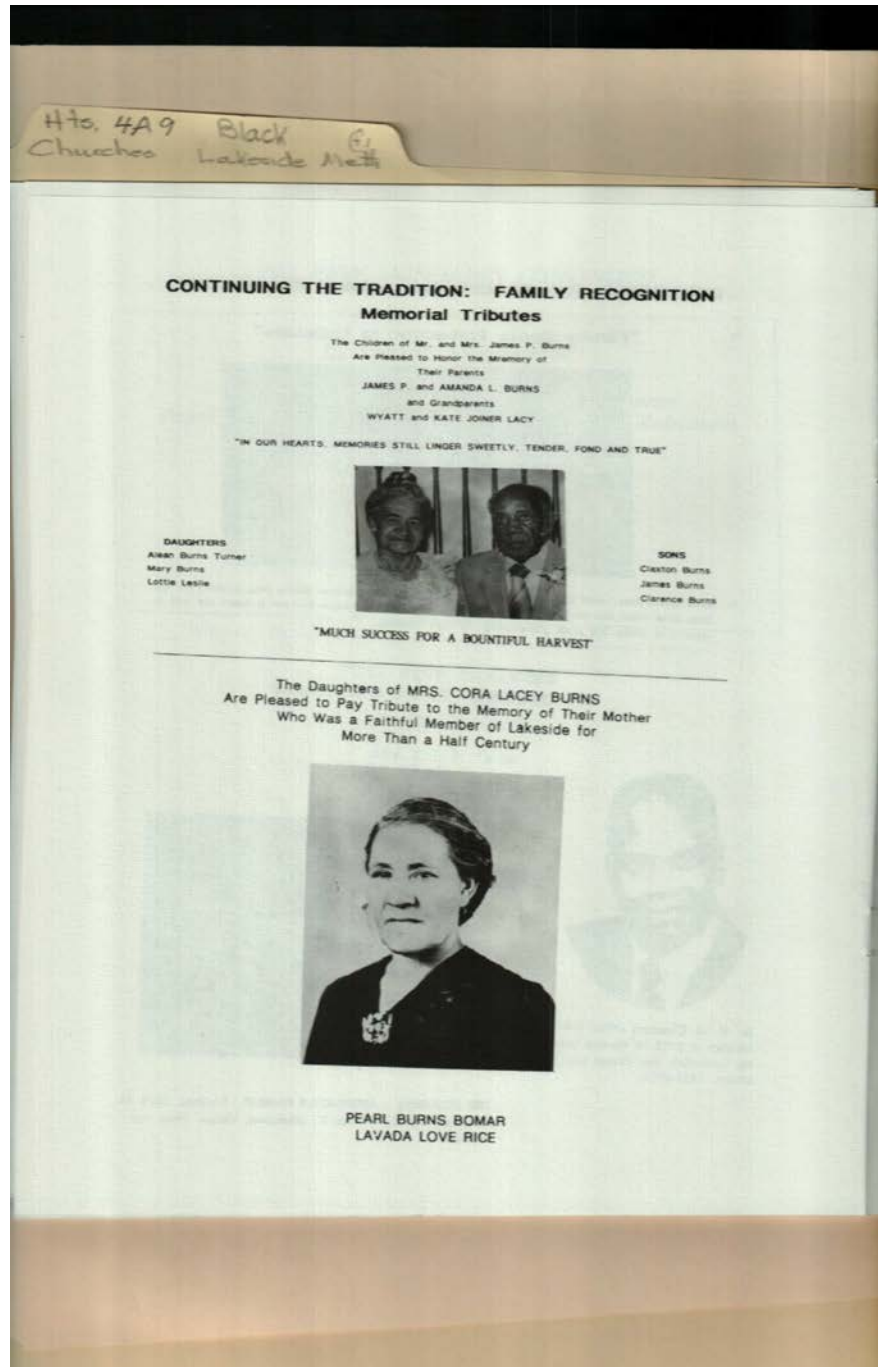 Hts. 4A9 Black
Churches Lakeside Meth
CONTINUING THE TRADITION: FAMILY RECOGNITION
Memorial Tributes
The Children of Mr. and Mrs. James P. Burns
Are Pleased to Honor the Mremory of
Their Parents
JAMES P. and AMANDA L. BURNS
and Grandparents
WYATT and KATE JOINER LACY
"IN OUR HEARTS, MEMORIES STILL LINGER SWEETLY, TENDER, FOND AND TRUE"
DAUGHTERS
Alean Burns Turner
Mary Burns
Lottie Leslie
SONS
Claxton Burns
James Burns
Clarence Burns
"MUCH SUCCESS FOR A BOUNTIFUL HARVEST"
The Daughters of MRS. CORA LACEY BURNS
Are Pleased to Pay Tribute to the Memory of Their Mother
Who Was a Faithful Member of Lakeside for
More Than a Half Century
PEARL BURNS BOMAR
LAVADA LOVE RICE